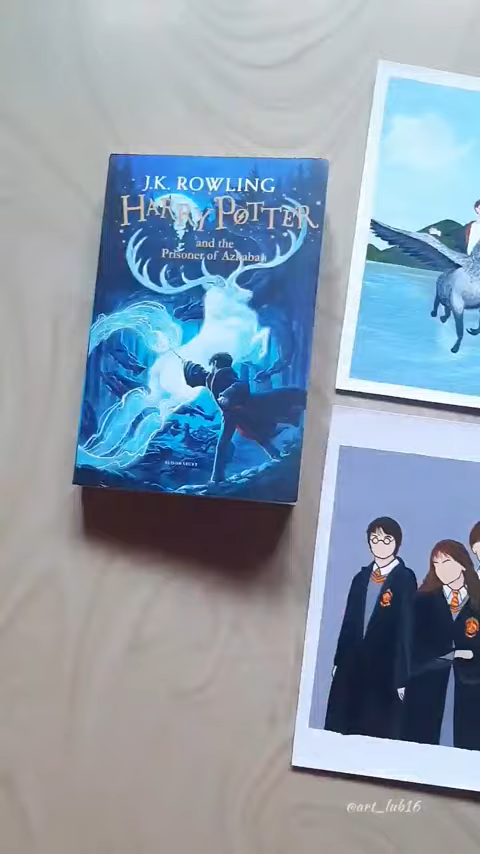 J.K. ROWLING
HARRY POTTER
and the
Prisoner of Azkaban
BLOOMSBURY
@art_lub16